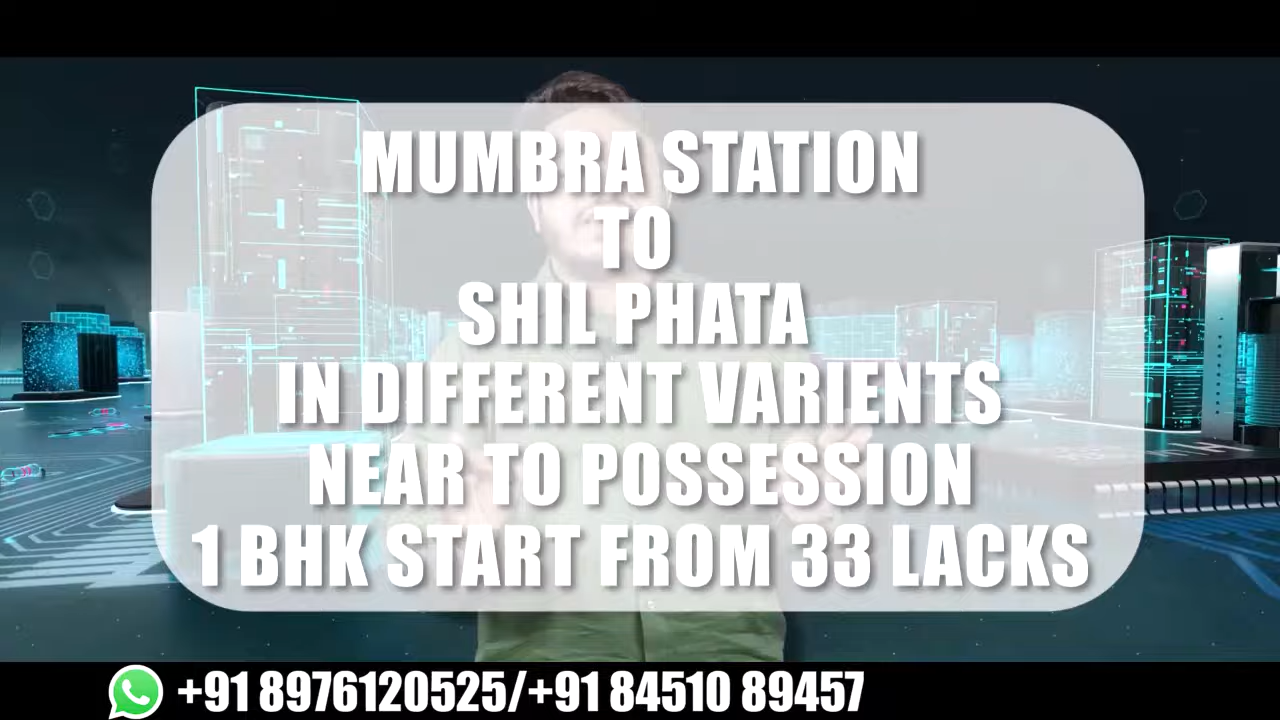 MUMBRA STATION
TO
SHIL PHATA
IN DIFFERENT VARIENTS
NEAR TO POSSESSION
1 BHK START FROM 33 LACKS
+91 8976120525/+91 84510 89457